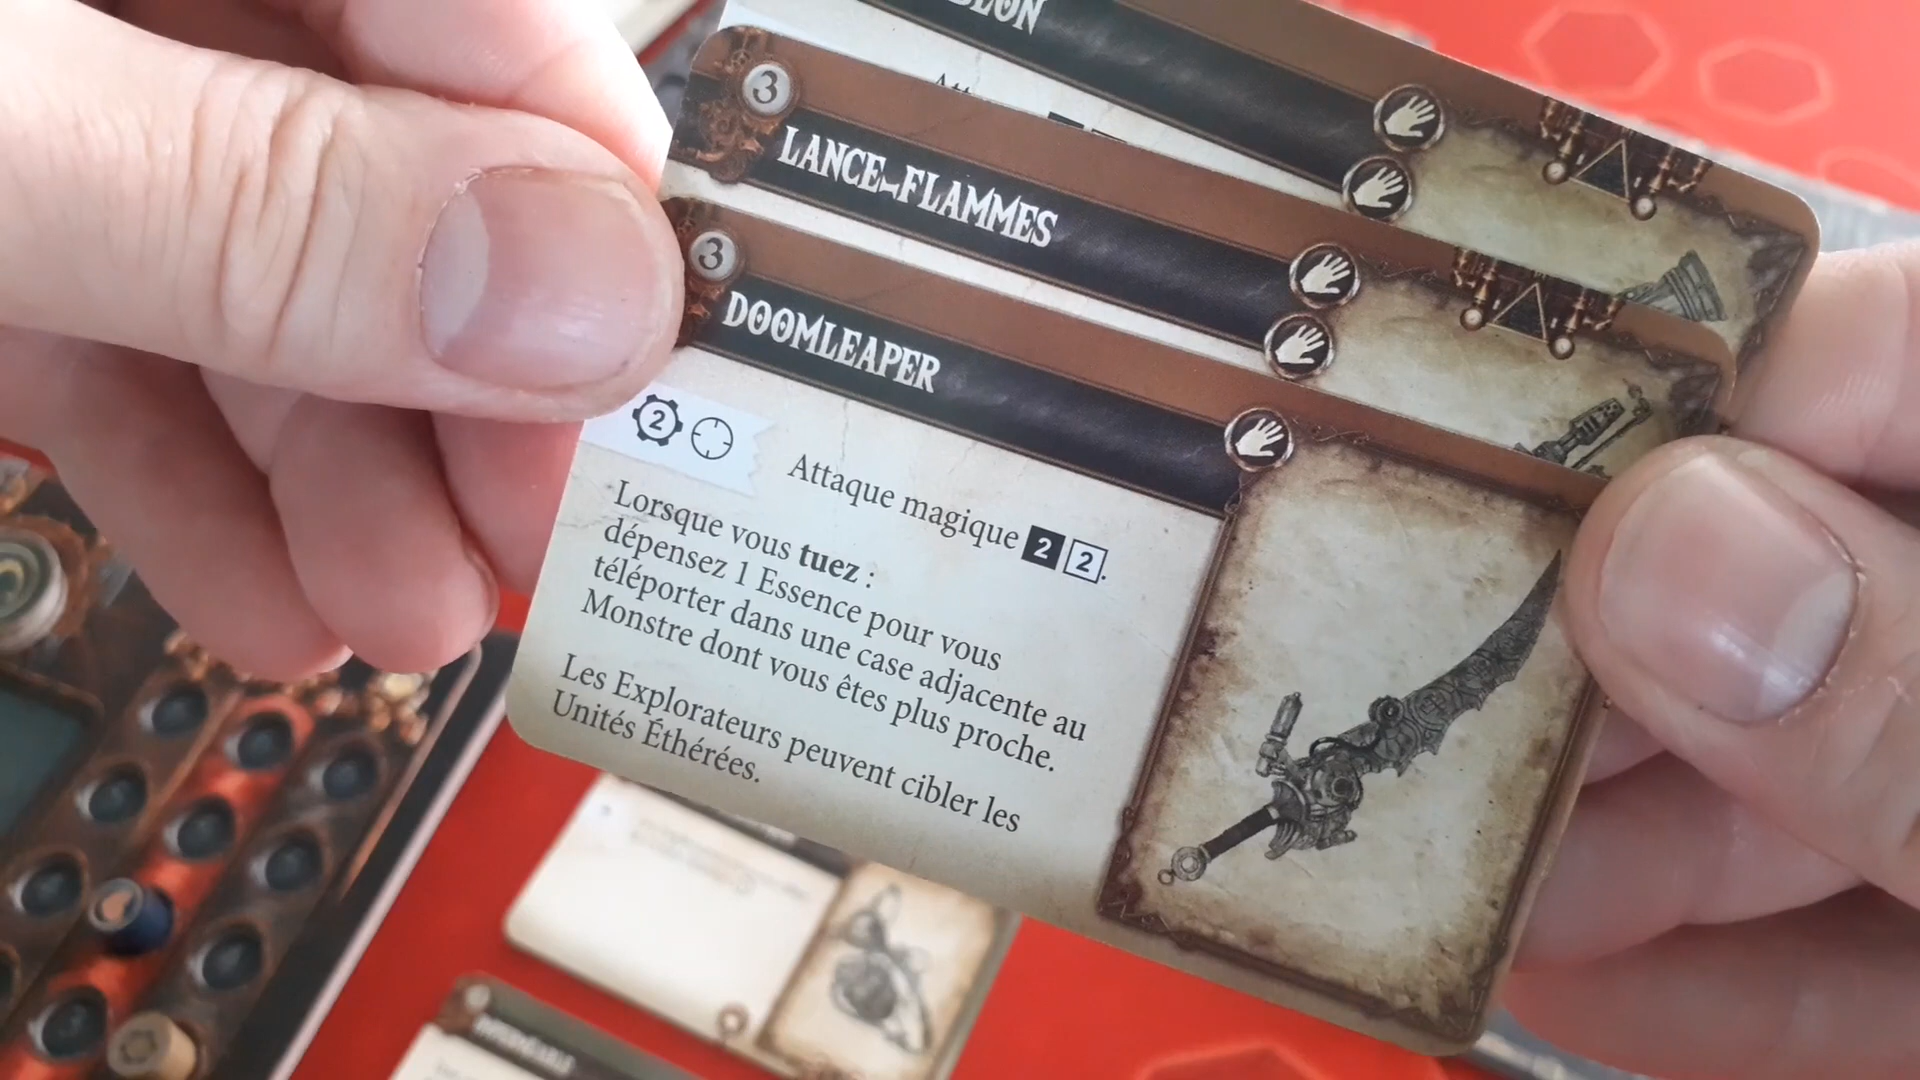 3
LANCE-FLAMMES
3
DOOMLEAPER
2
Attaque magique 2 2.
Lorsque vous tuez :
dépensez 1 Essence pour vous
téléporter dans une case adjacente au
Monstre dont vous êtes plus proche.
Les Explorateurs peuvent cibler les
Unités Éthérées.